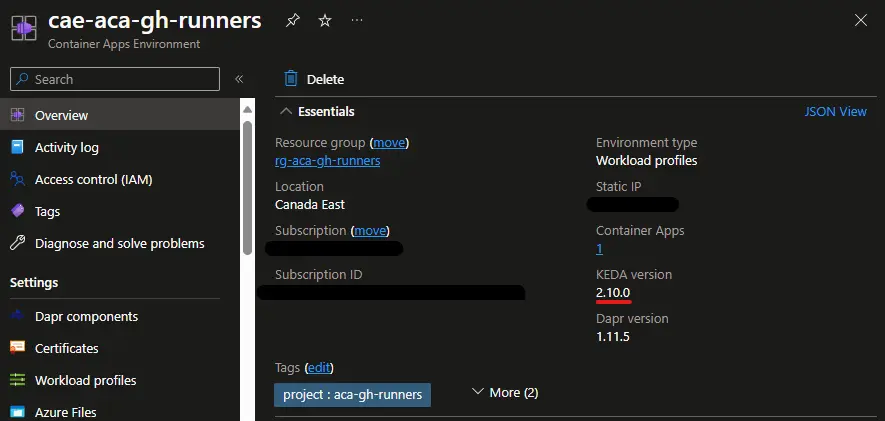 cae-aca-gh-runners
Container Apps Environment
Search
Overview
Activity log
Access control (IAM)
Tags
Diagnose and solve problems
Settings
Dapr components
Certificates
Workload profiles
Azure Files
Delete
Essentials
JSON View
Resource group (move)
rg-aca-gh-runners
Location
Canada East
Subscription (move)
Subscription ID
Environment type
Workload profiles
Static IP
Container Apps
1
KEDA version
2.10.0
Dapr version
1.11.5
Tags (edit)
project : aca-gh-runners
More (2)